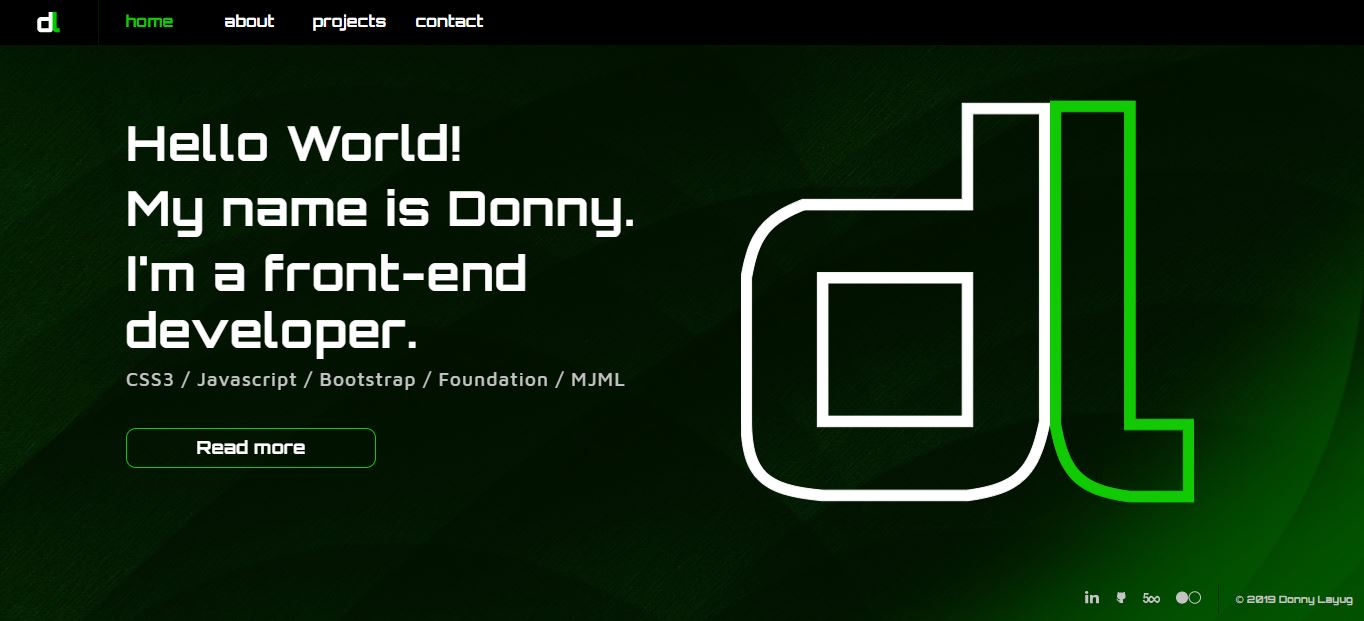 dl
home about projects contact
Hello World!
My name is Donny.
I'm a front-end
developer.
CSS3 / Javascript / Bootstrap / Foundation / MJML
Read more
dl
in 500
© 2019 Donny Layug